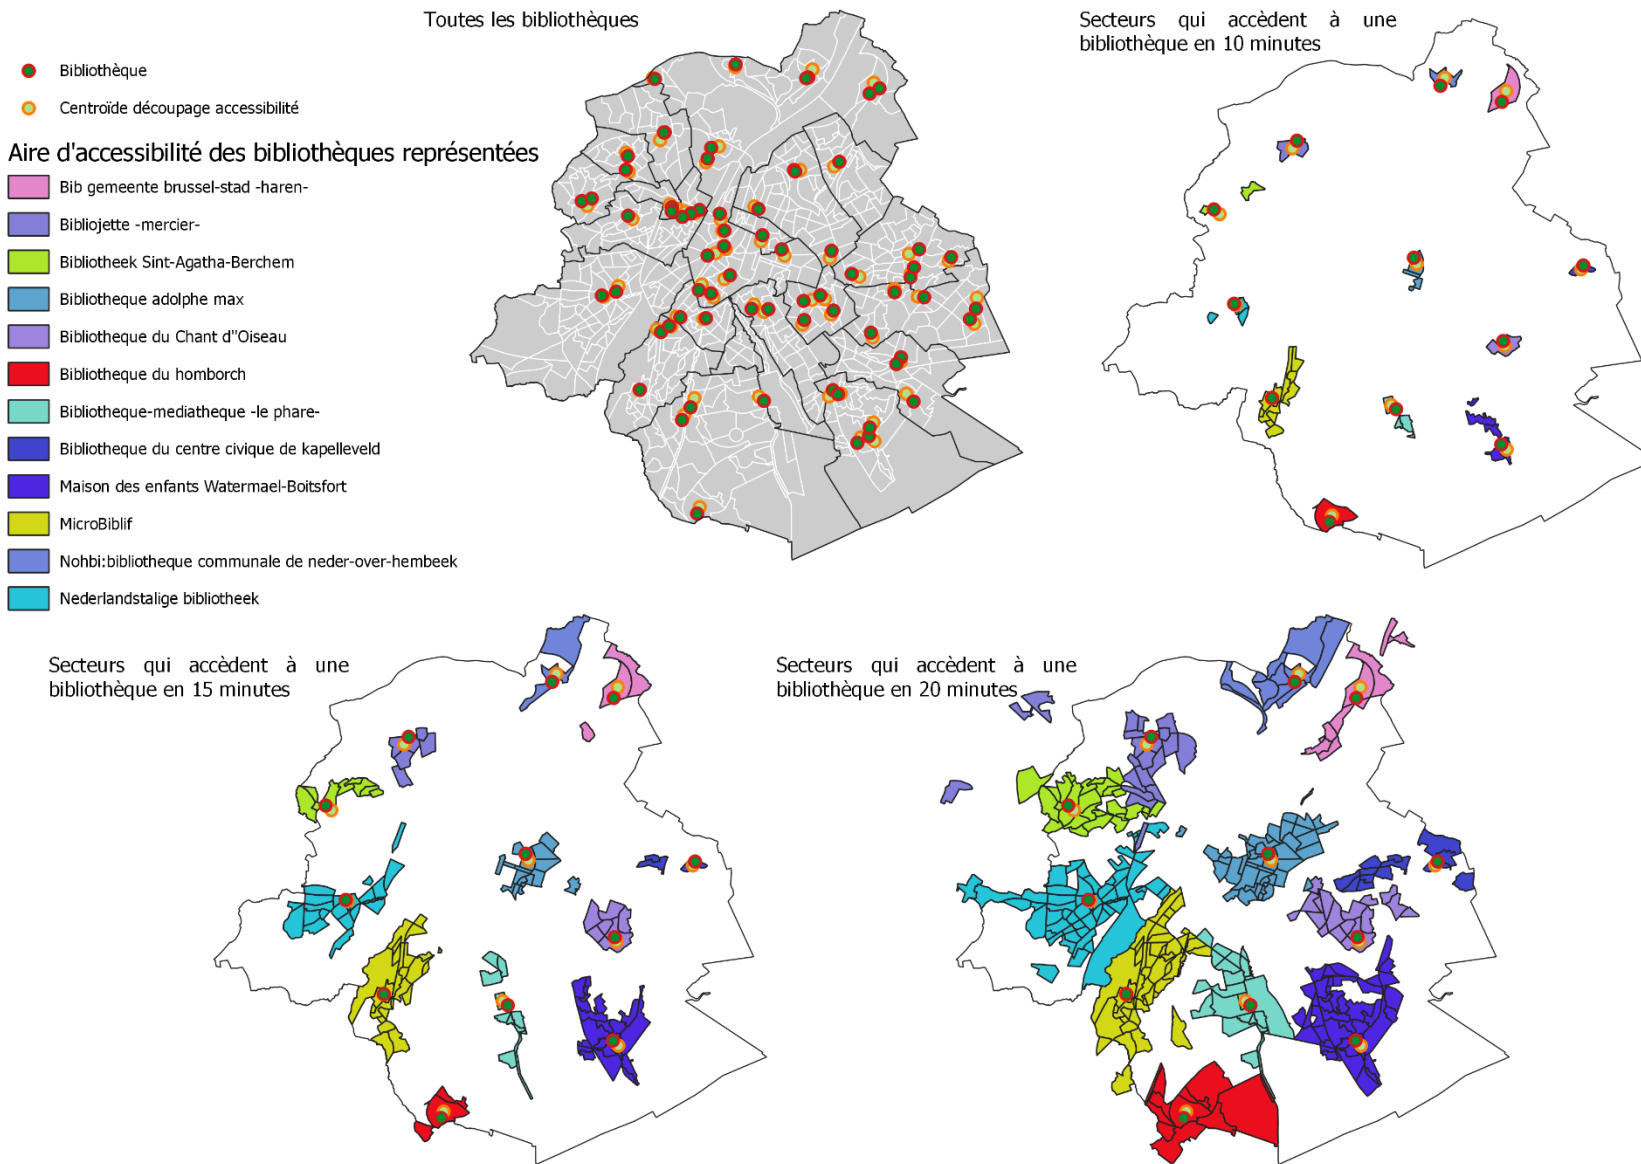 Toutes les bibliothèques
Secteurs qui accèdent à une
bibliothèque en 10 minutes
Bibliothèque
Centroïde découpage accessibilité
Aire d'accessibilité des bibliothèques représentées
Bib gemeente brussel-stad -haren-
Bibliojette -mercier-
Bibliotheek Sint-Agatha-Berchem
Bibliotheque adolphe max
Bibliotheque du Chant d"Oiseau
Bibliotheque du homborch
Bibliotheque-mediatheque -le phare-
Bibliotheque du centre civique de kapelleveld
Maison des enfants Watermael-Boitsfort
MicroBiblif
Nohbi:bibliotheque communale de neder-over-hembeek
Nederlandstalige bibliotheek
Secteurs qui accèdent à une
bibliothèque en 15 minutes
Secteurs qui accèdent à une
bibliothèque en 20 minutes